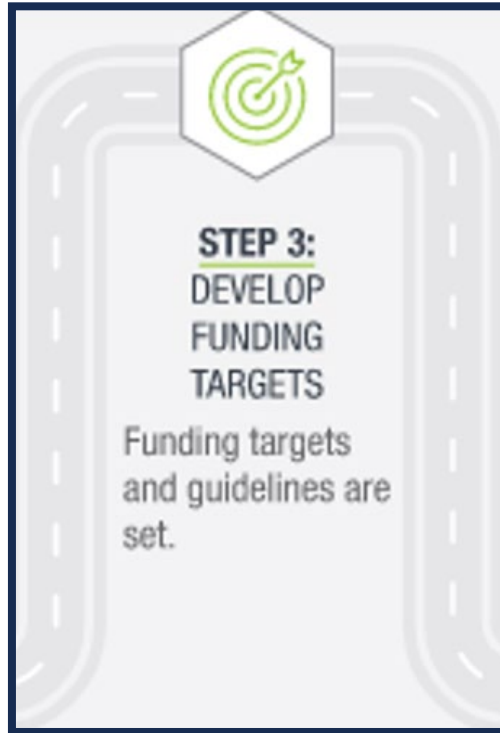 STEP 3:
DEVELOP
FUNDING
TARGETS
Funding targets
and guidelines are
set.